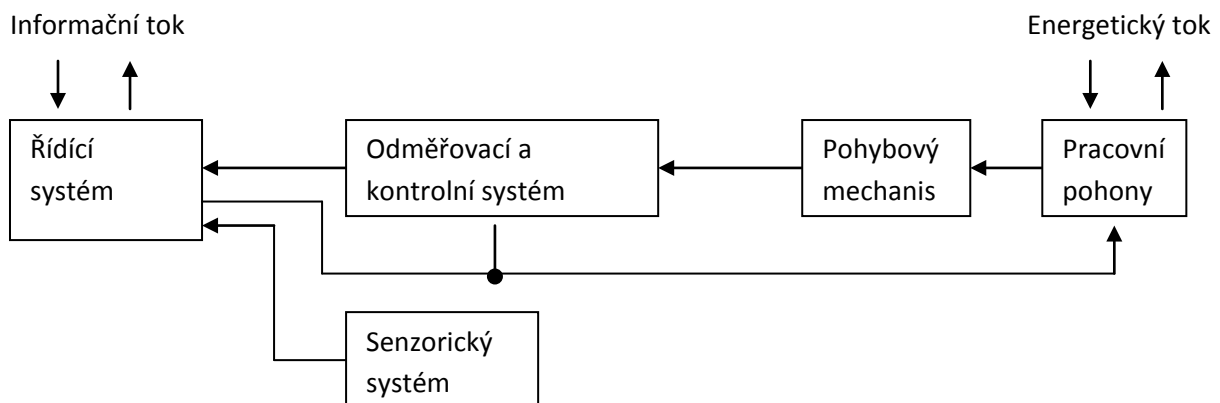 Informační tok
Energetický tok
Řídící
systém
Odměřovací a
kontrolní systém
Pohybový
mechanis
Pracovní
pohony
Senzorický
systém